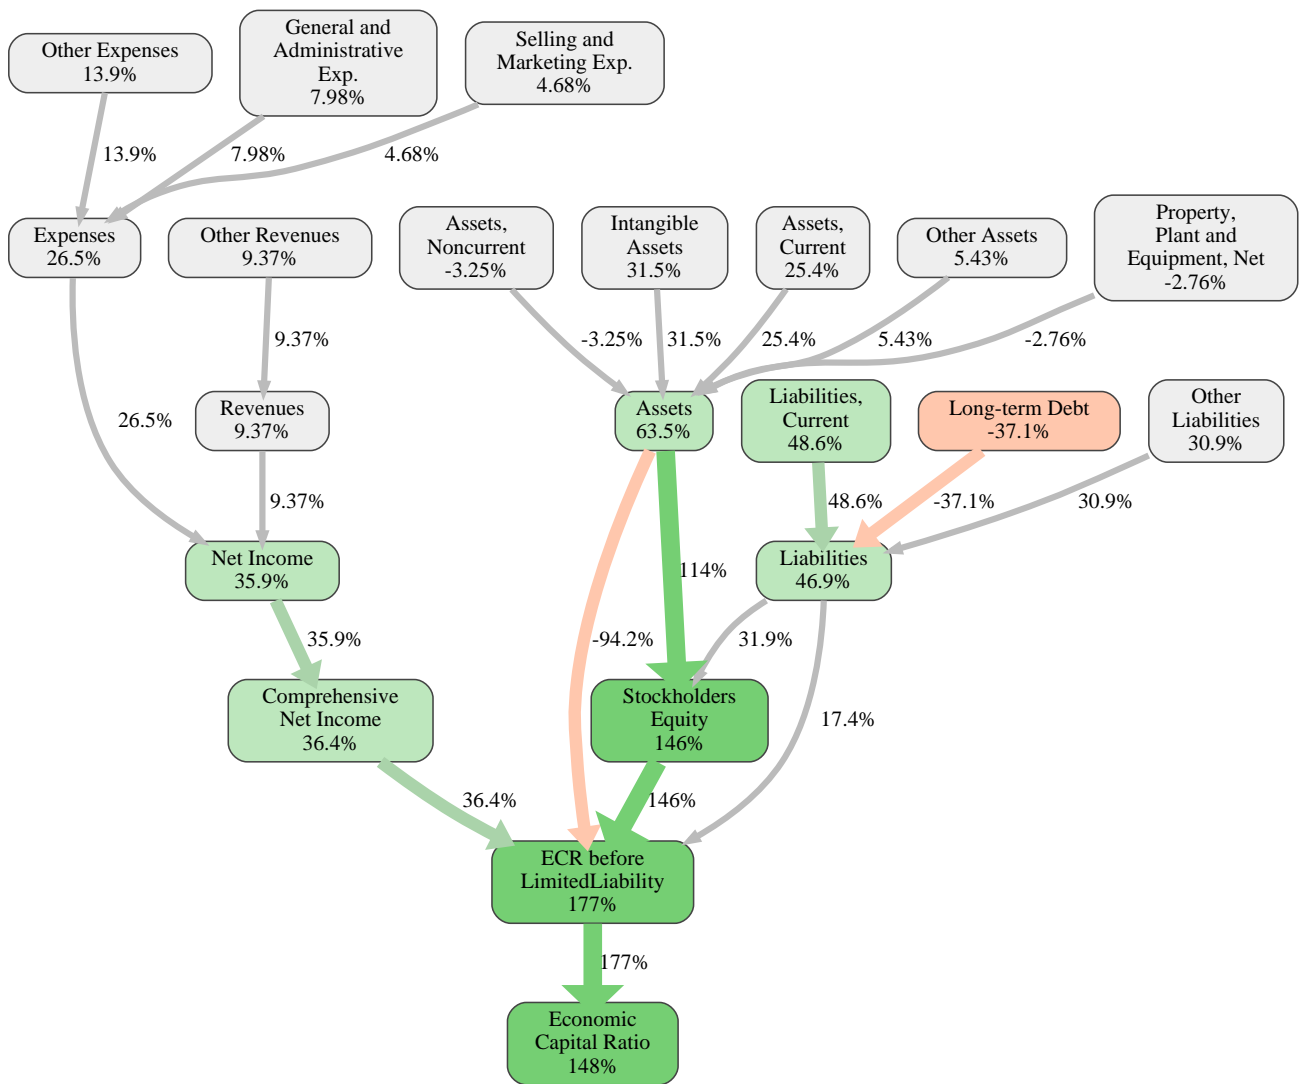 Other Expenses
13.9%
General and
Administrative
Exp.
7.98%
Selling and
Marketing Exp.
4.68%
13.9%
7.98%
4.68%
Expenses
26.5%
Other Revenues
9.37%
Assets,
Noncurrent
-3.25%
Intangible
Assets
31.5%
Assets,
Current
25.4%
Other Assets
5.43%
Property,
Plant and
Equipment, Net
-2.76%
9.37%
-3.25%
31.5%
25.4%
5.43%
-2.76%
26.5%
Revenues
9.37%
Assets
63.5%
Liabilities,
Current
48.6%
Long-term Debt
-37.1%
Other
Liabilities
30.9%
9.37%
48.6%
-37.1%
30.9%
Net Income
35.9%
114%
Liabilities
46.9%
35.9%
-94.2%
31.9%
Comprehensive
Net Income
36.4%
Stockholders
Equity
146%
17.4%
36.4%
146%
ECR before
LimitedLiability
177%
177%
Economic
Capital Ratio
148%